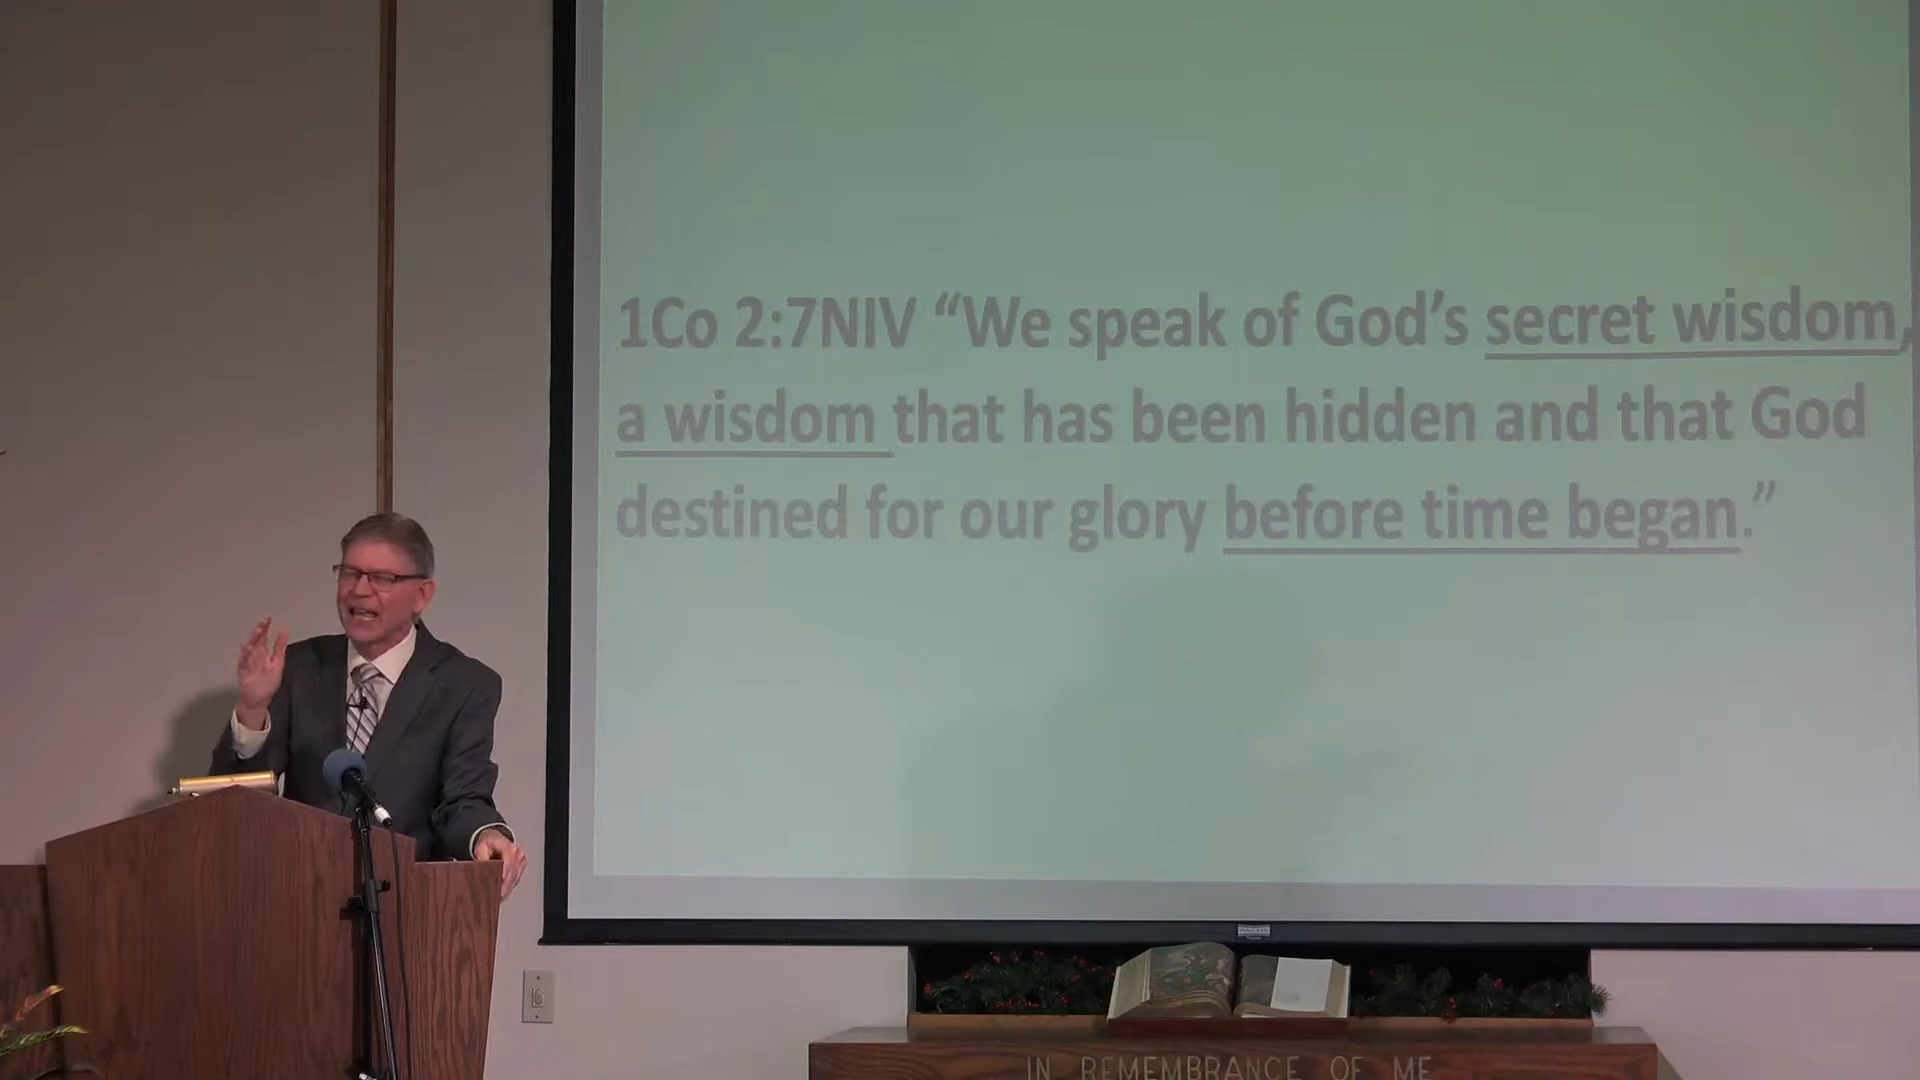 1Co 2:7NIV “We speak of God’s secret wisdom,
a wisdom that has been hidden and that God
destined for our glory before time began.”
IN REMEMBRANCE OF ME